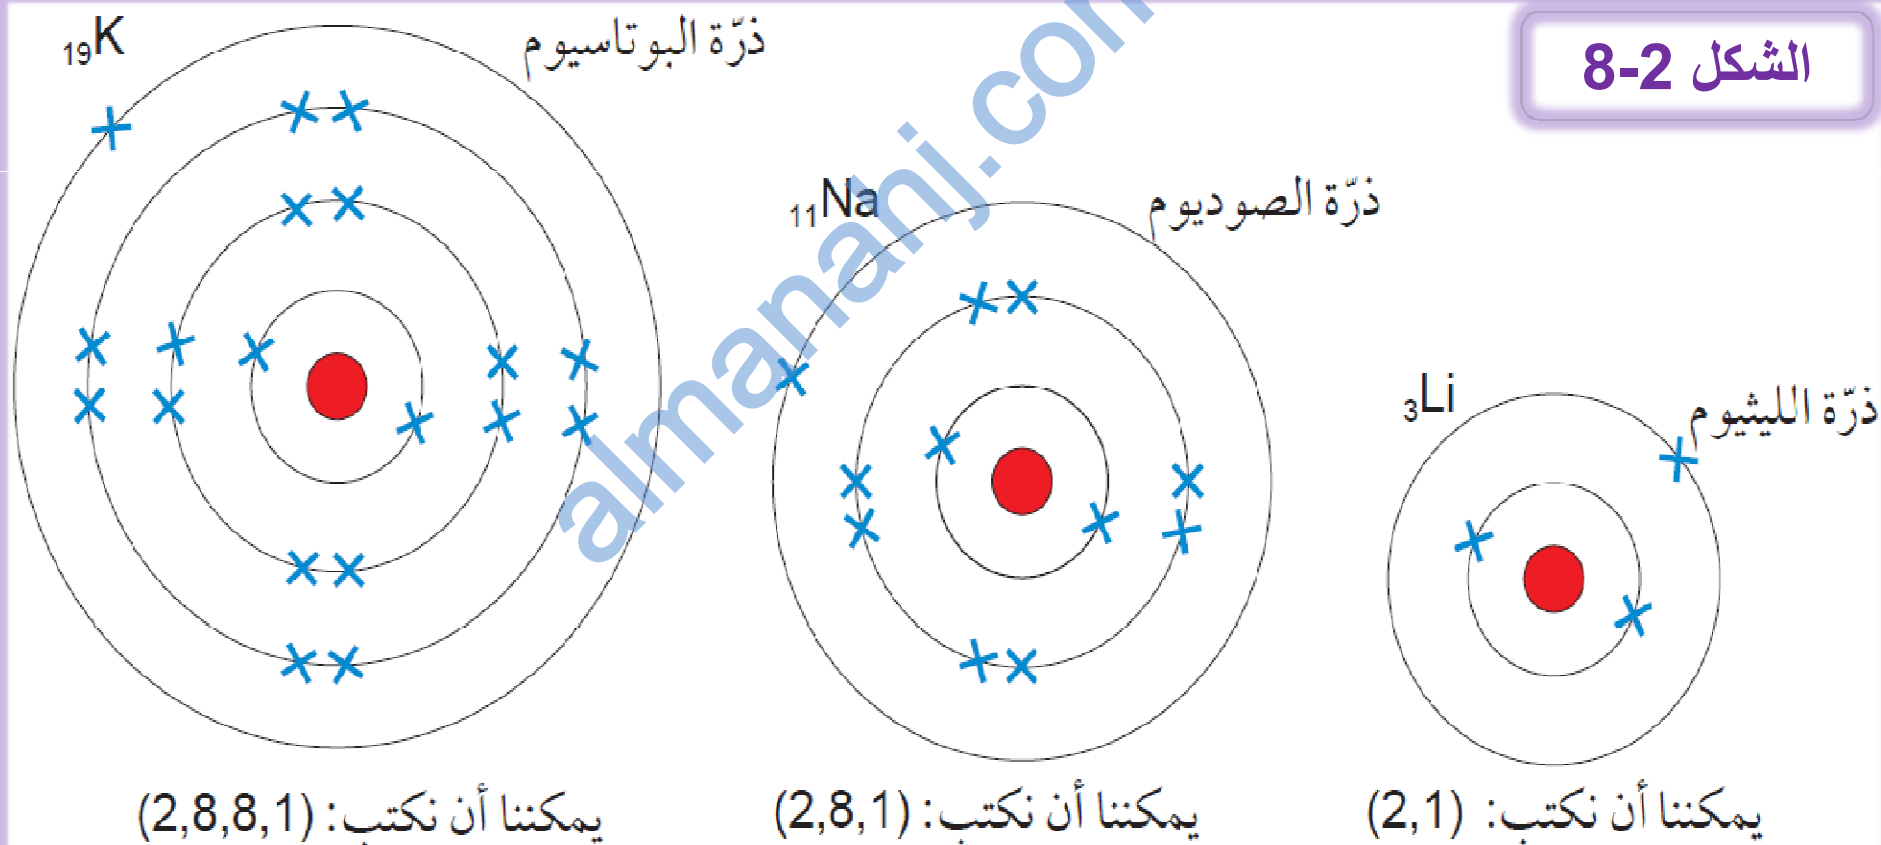 الشكل 2-8
ذرّة البوتاسيوم
₁₉K
ذرّة الصوديوم
₁₁Na
ذرّة الليثيوم
₃Li
يمكننا أن نكتب: (2,1)
يمكننا أن نكتب: (2,8,1)
يمكننا أن نكتب: (2,8,8,1)
almanahj.com